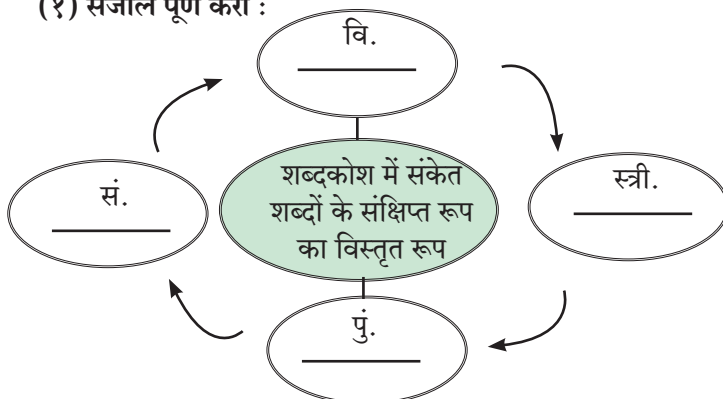 (१) संजाल पूर्ण करो :
वि.
स्त्री.
पुं.
सं.
शब्दकोश में संकेत
शब्दों के संक्षिप्त रूप
का विस्तृत रूप